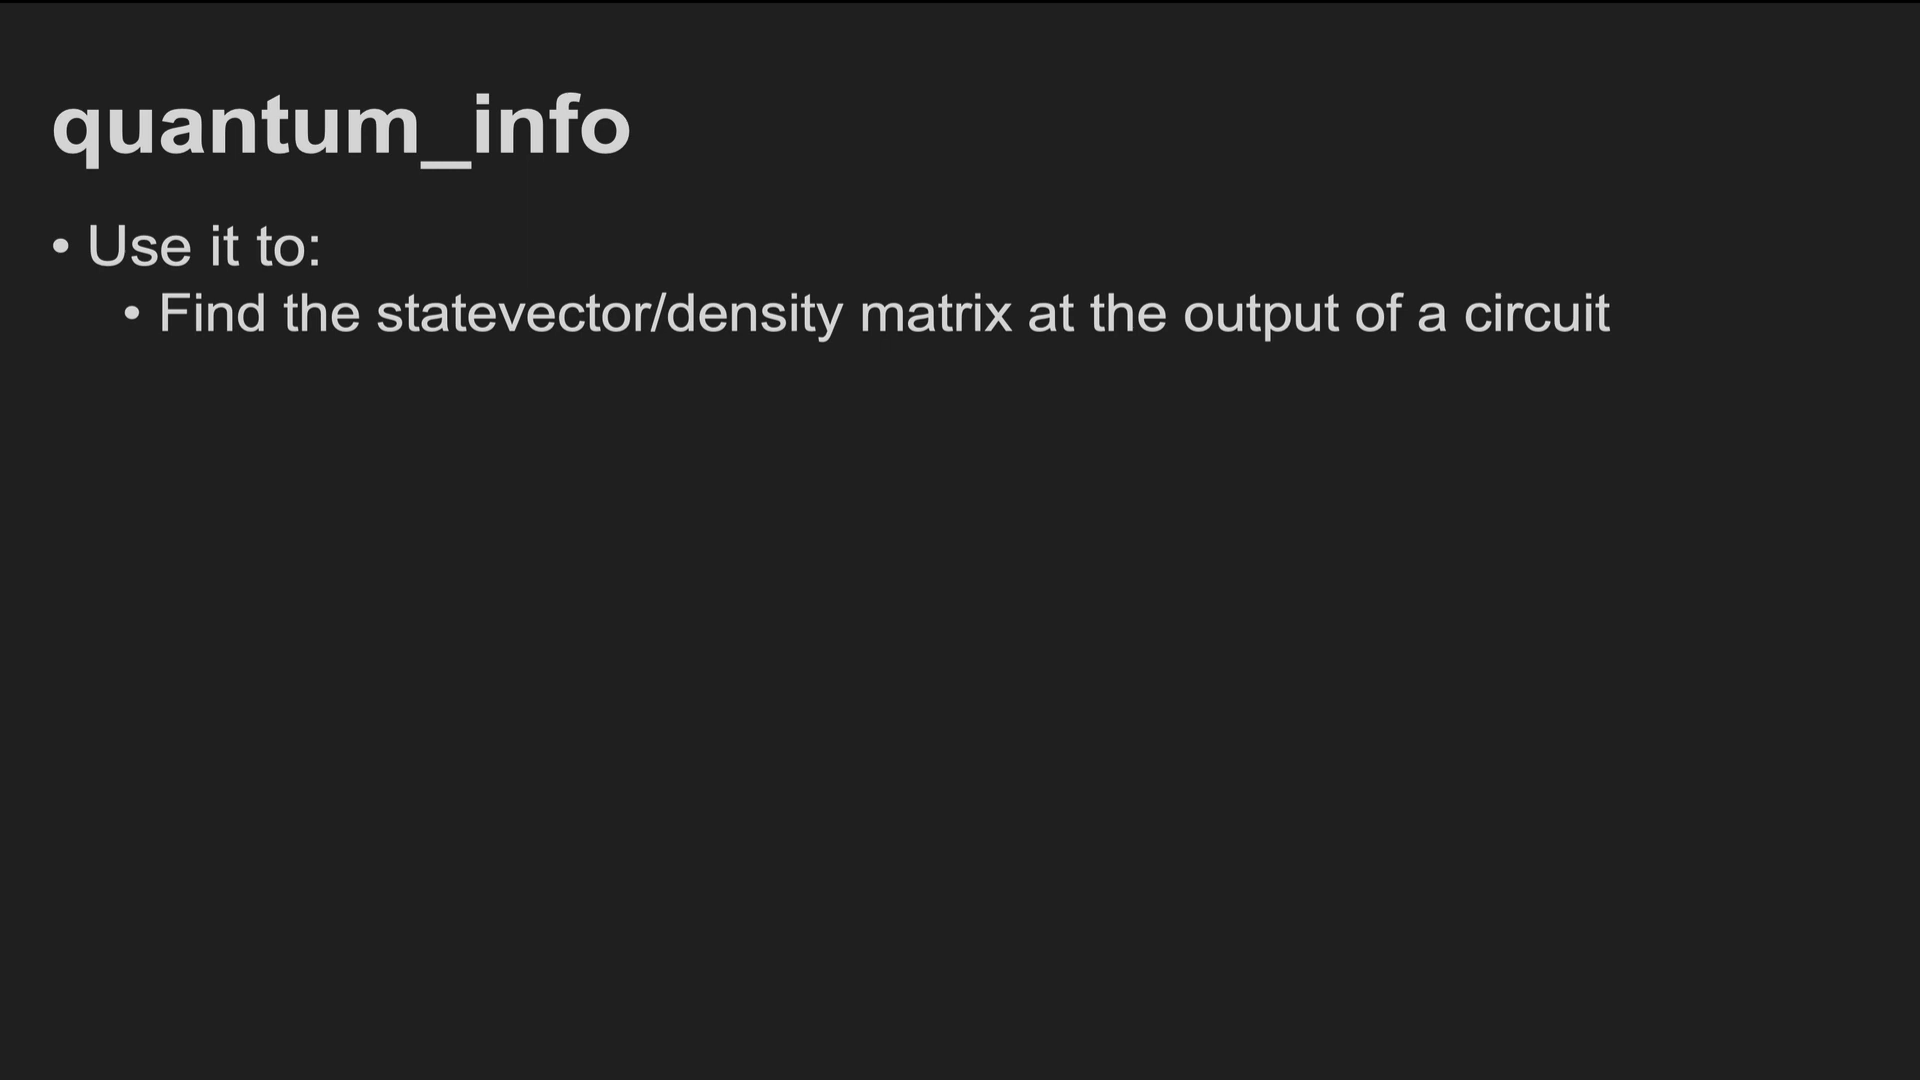 quantum_info
• Use it to:
• Find the statevector/density matrix at the output of a circuit